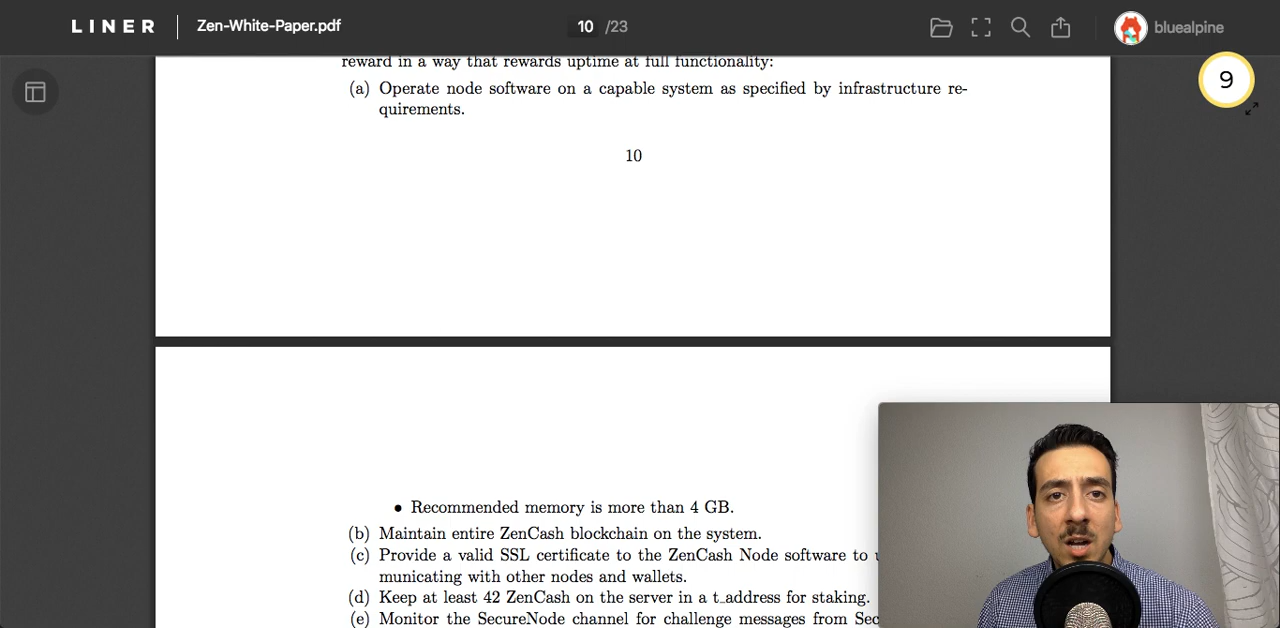 LINER
Zen-White-Paper.pdf
10 /23
bluealpine
9
reward in a way that rewards uptime at full functionality:
(a) Operate node software on a capable system as specified by infrastructure re-
quirements.
10
• Recommended memory is more than 4 GB.
(b) Maintain entire ZenCash blockchain on the system.
(c) Provide a valid SSL certificate to the ZenCash Node software to
municating with other nodes and wallets.
(d) Keep at least 42 ZenCash on the server in a t_address for staking.
(e) Monitor the SecureNode channel for challenge messages from Sec